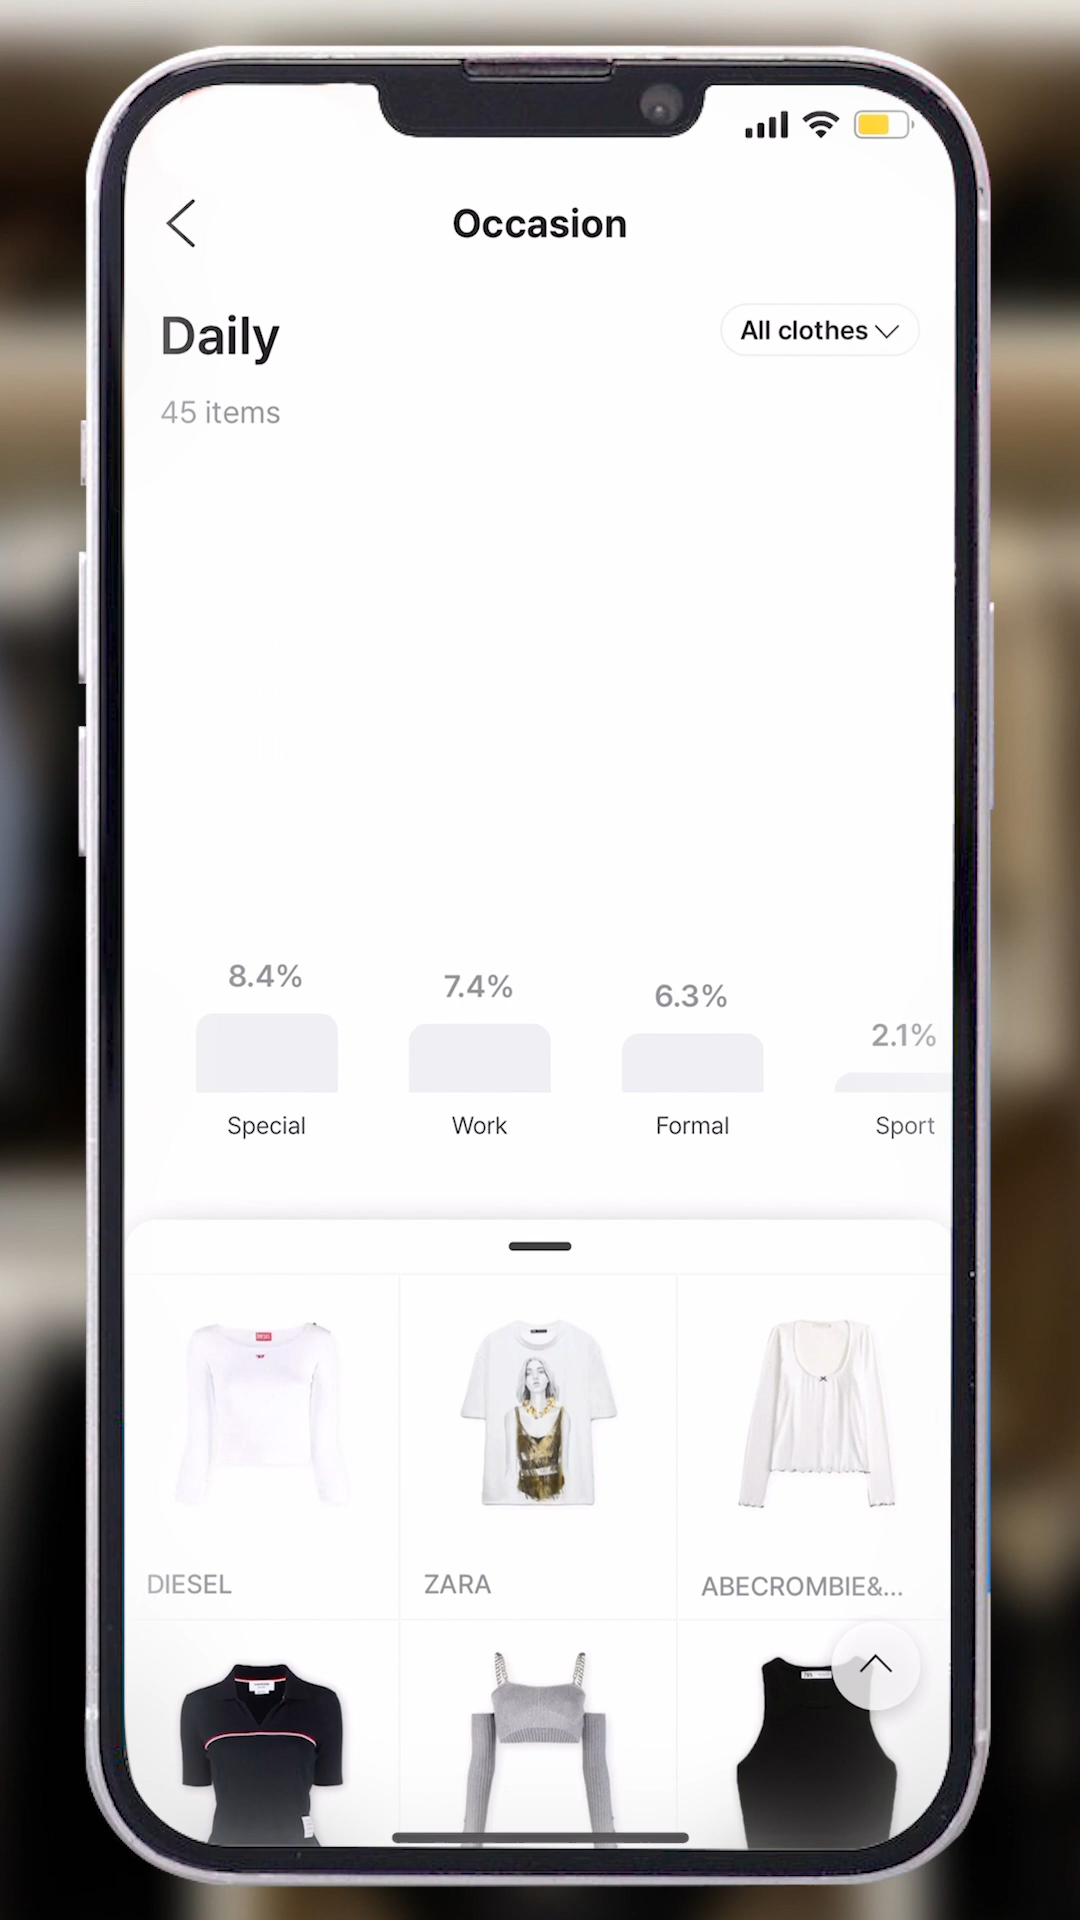 Occasion
Daily
All clothes
45 items
8.4%
7.4%
6.3%
2.1%
Special
Work
Formal
Sport
DIESEL
ZARA
ABECROMBIE&...